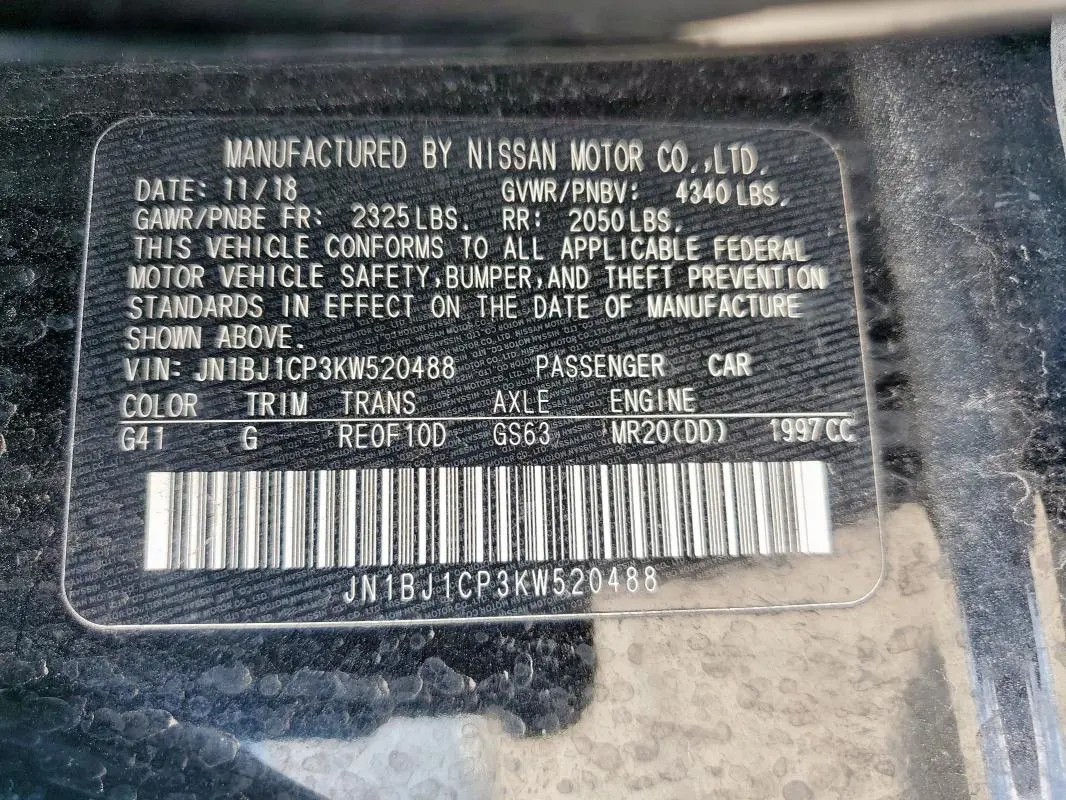 MANUFACTURED BY NISSAN MOTOR CO.,LTD.
DATE: 11/18 GVWR/PNBV: 4340 LBS.
GAWR/PNBE FR: 2325 LBS. RR: 2050 LBS.
THIS VEHICLE CONFORMS TO ALL APPLICABLE FEDERAL
MOTOR VEHICLE SAFETY,BUMPER,AND THEFT PREVENTION
STANDARDS IN EFFECT ON THE DATE OF MANUFACTURE
SHOWN ABOVE.
VIN: JN1BJ1CP3KW520488 PASSENGER CAR
COLOR TRIM TRANS AXLE ENGINE
G41 G RE0F10D GS63 MR20(DD) 1997CC
JN1BJ1CP3KW520488